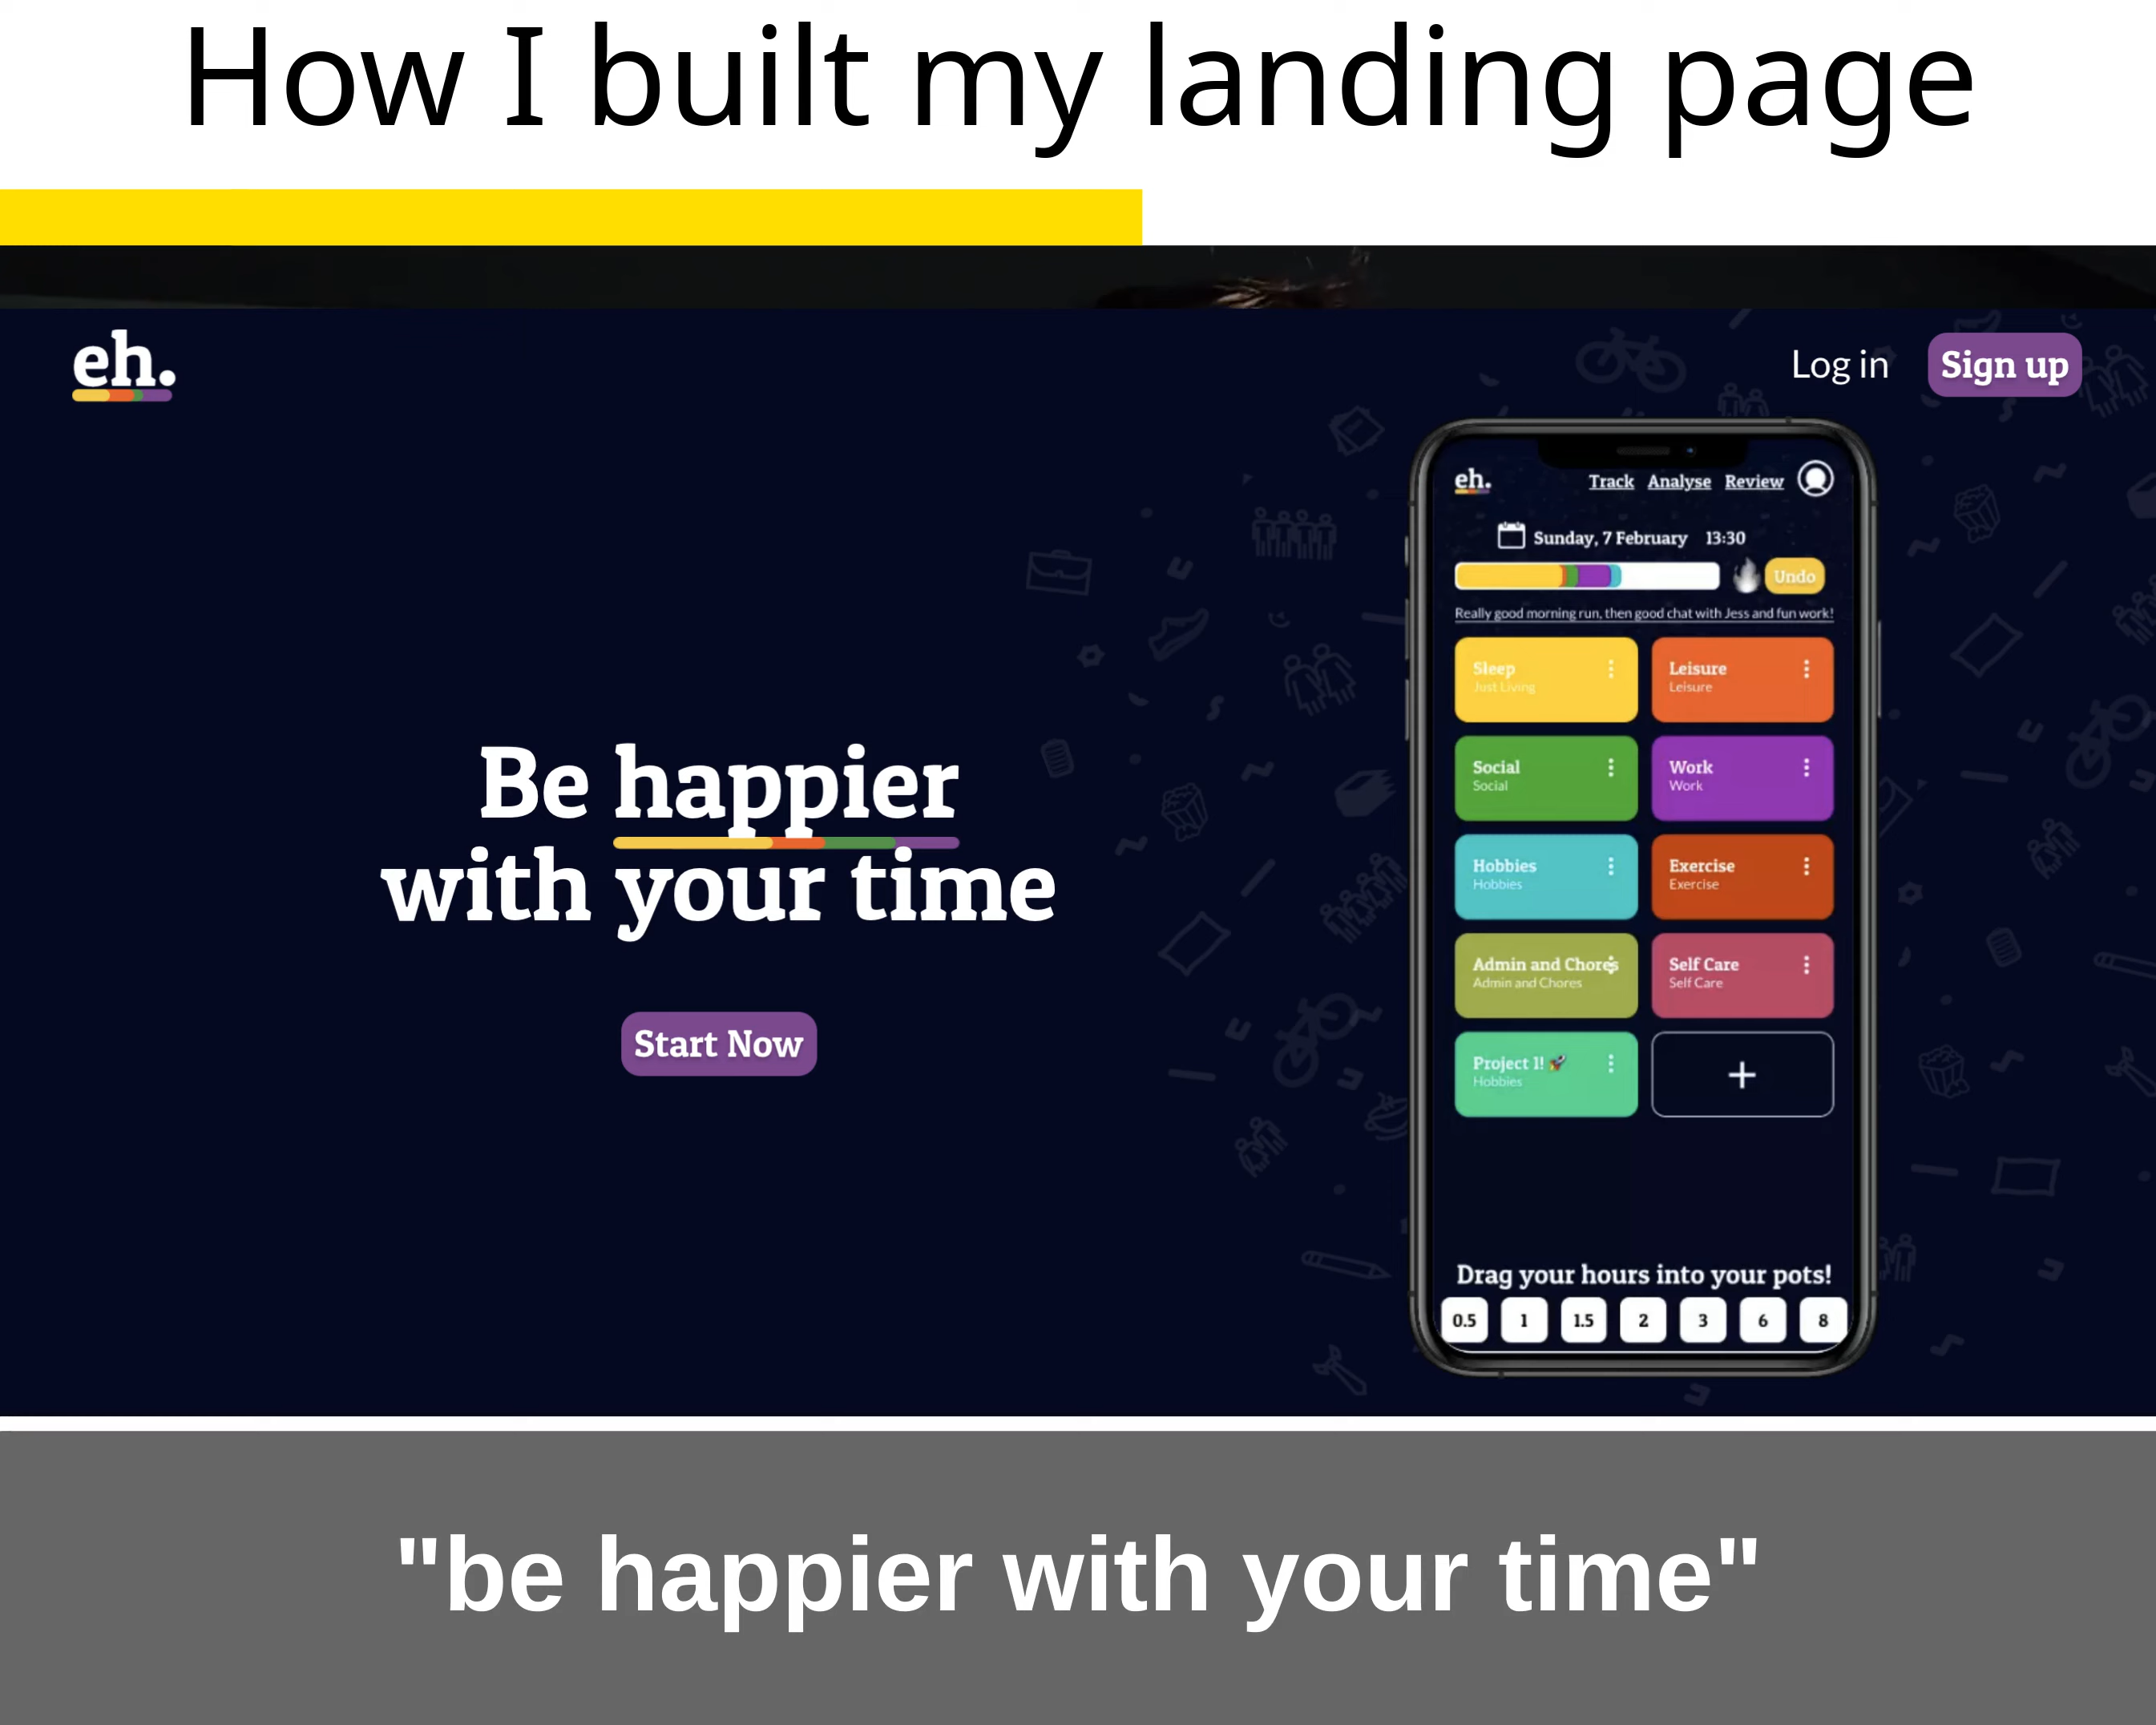 How I built my landing page
eh.
Log in
Sign up
eh.
Track Analyse Review
Sunday, 7 February 13:30
Undo
Really good morning run, then good chat with Jess and fun work!
Sleep
Just Living
Leisure
Leisure
Social
Social
Work
Work
Be happier
with your time
Hobbies
Hobbies
Exercise
Exercise
Admin and Chores
Admin and Chores
Self Care
Self Care
Start Now
Project 1! 🚀
Hobbies
+
Drag your hours into your pots!
0.5 1 1.5 2 3 6 8
"be happier with your time"